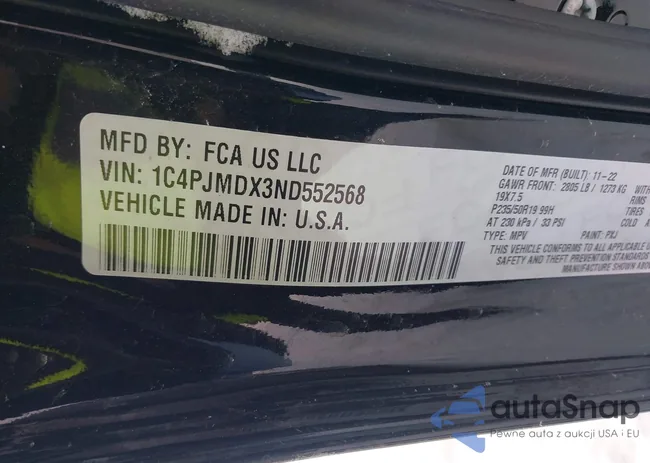 MFD BY: FCA US LLC
VIN: 1C4PJMDX3ND552568
VEHICLE MADE IN: U.S.A.
DATE OF MFR (BUILT): 11-22
GAWR FRONT: 2805 LB / 1273 KG WITH
19X7.5 RIMS
P235/50R19 99H TIRES
AT 230 kPa / 33 PSI COLD
TYPE: MPV PAINT: PXJ
THIS VEHICLE CONFORMS TO ALL APPLICABLE
SAFETY AND THEFT PREVENTION STANDARDS
MANUFACTURE SHOWN
autaSnap
Pewne auta z aukcji USA i EU